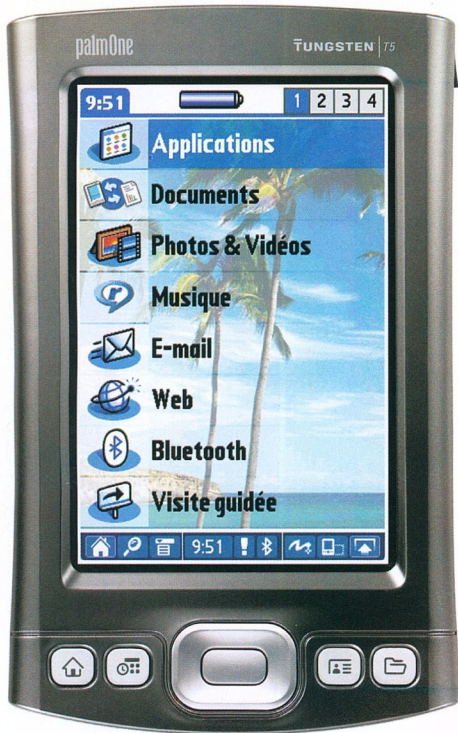 palmOne TUNGSTEN | T5
9:51 1 2 3 4
Applications
Documents
Photos & Vidéos
Musique
E-mail
Web
Bluetooth
Visite guidée
9:51